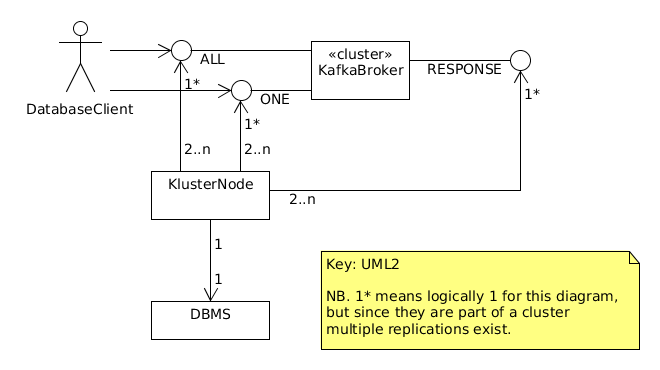 «cluster»
KafkaBroker
ALL
RESPONSE
1*
1*
ONE
DatabaseClient
1*
2..n
2..n
KlusterNode
2..n
1
Key: UML2
1
NB. 1* means logically 1 for this diagram,
but since they are part of a cluster
multiple replications exist.
DBMS